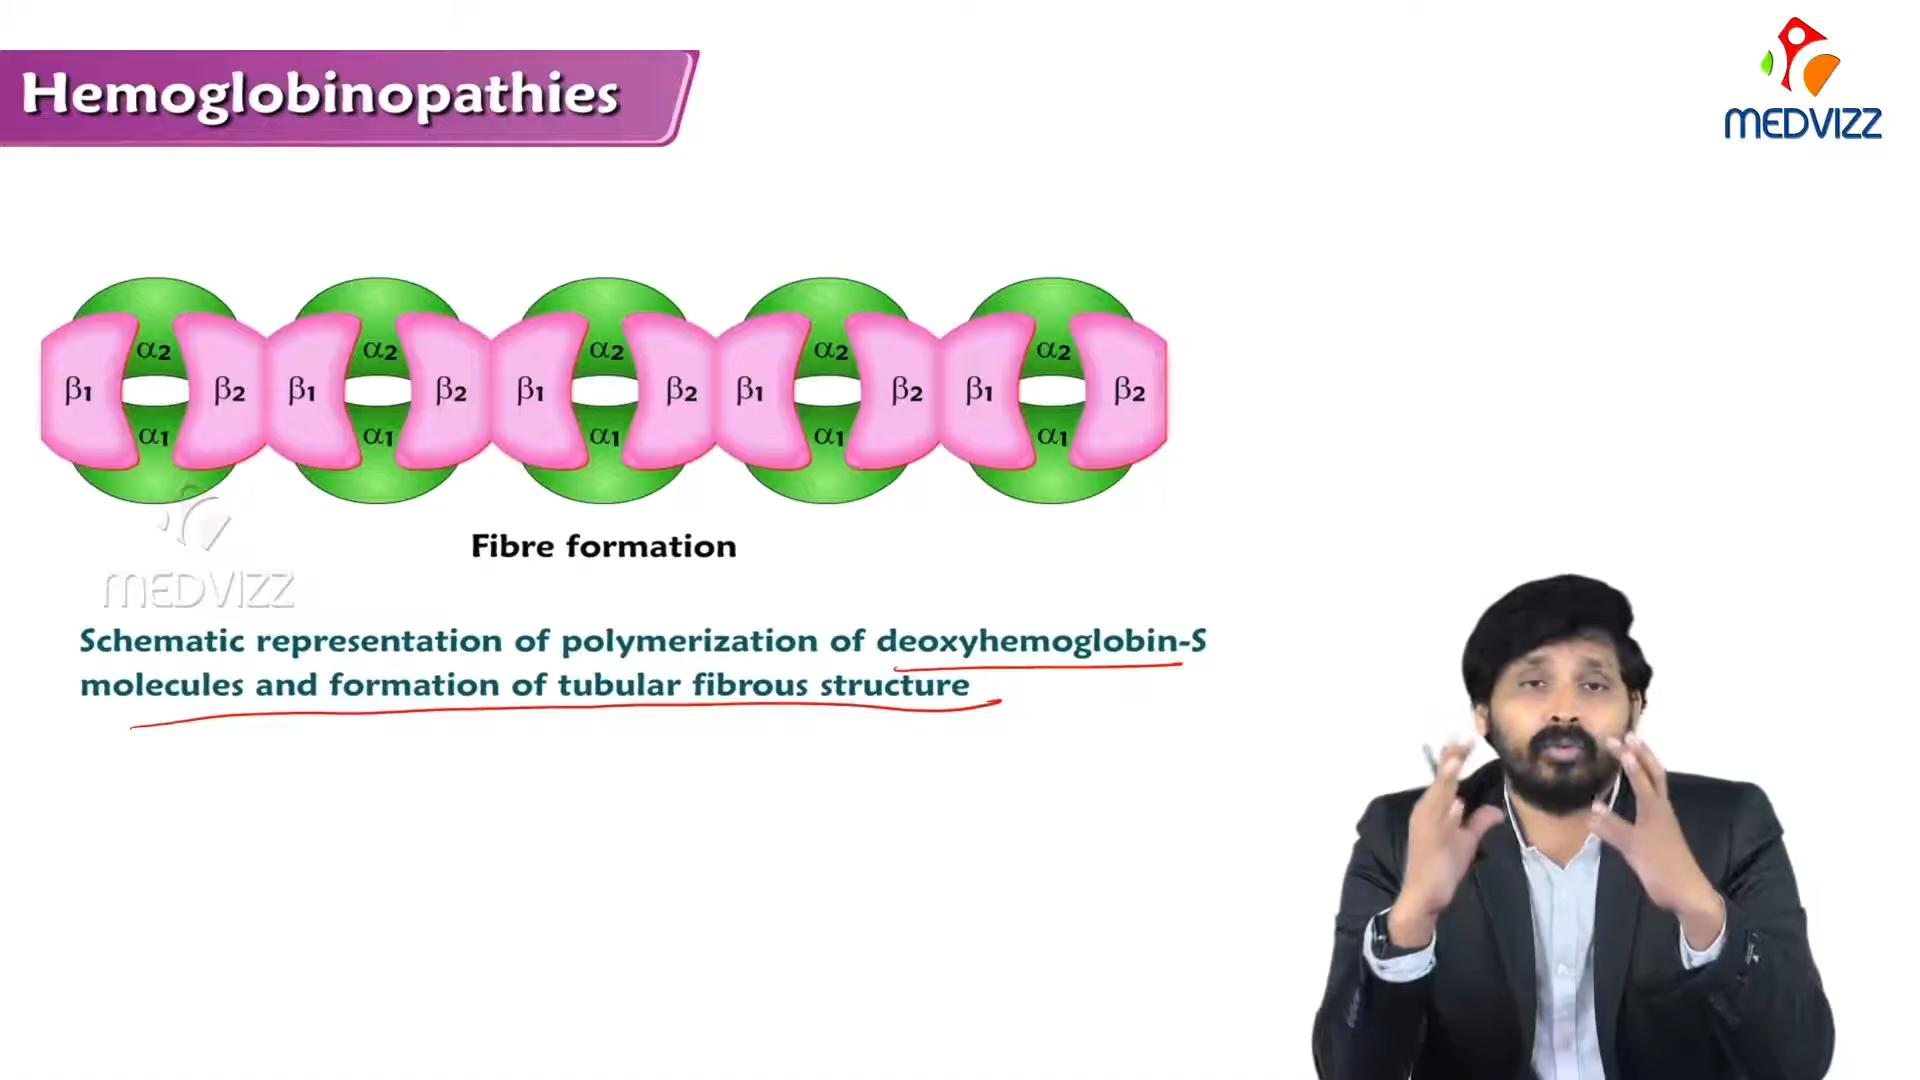 Hemoglobinopathies
MEDVIZZ
α2 α2 α2 α2 α2
β1 β2 β1 β2 β1 β2 β1 β2 β1 β2
α1 α1 α1 α1 α1
Fibre formation
MEDVIZZ
Schematic representation of polymerization of deoxyhemoglobin-S
molecules and formation of tubular fibrous structure